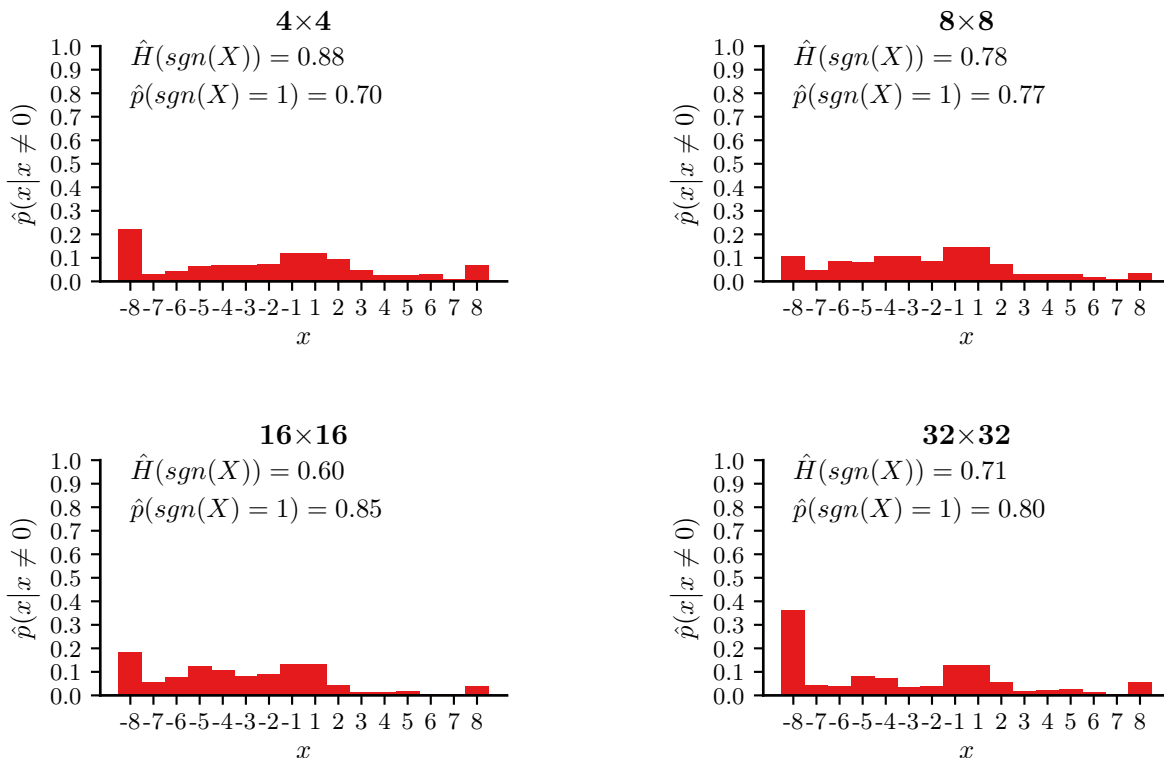 4×4
Ĥ(sgn(X)) = 0.88
p̂(sgn(X) = 1) = 0.70
1.0
0.9
0.8
0.7
0.6
0.5
0.4
0.3
0.2
0.1
0.0
p̂(x|x ≠ 0)
-8 -7 -6 -5 -4 -3 -2 -1 1 2 3 4 5 6 7 8
x
8×8
Ĥ(sgn(X)) = 0.78
p̂(sgn(X) = 1) = 0.77
1.0
0.9
0.8
0.7
0.6
0.5
0.4
0.3
0.2
0.1
0.0
p̂(x|x ≠ 0)
-8 -7 -6 -5 -4 -3 -2 -1 1 2 3 4 5 6 7 8
x
16×16
Ĥ(sgn(X)) = 0.60
p̂(sgn(X) = 1) = 0.85
1.0
0.9
0.8
0.7
0.6
0.5
0.4
0.3
0.2
0.1
0.0
p̂(x|x ≠ 0)
-8 -7 -6 -5 -4 -3 -2 -1 1 2 3 4 5 6 7 8
x
32×32
Ĥ(sgn(X)) = 0.71
p̂(sgn(X) = 1) = 0.80
1.0
0.9
0.8
0.7
0.6
0.5
0.4
0.3
0.2
0.1
0.0
p̂(x|x ≠ 0)
-8 -7 -6 -5 -4 -3 -2 -1 1 2 3 4 5 6 7 8
x